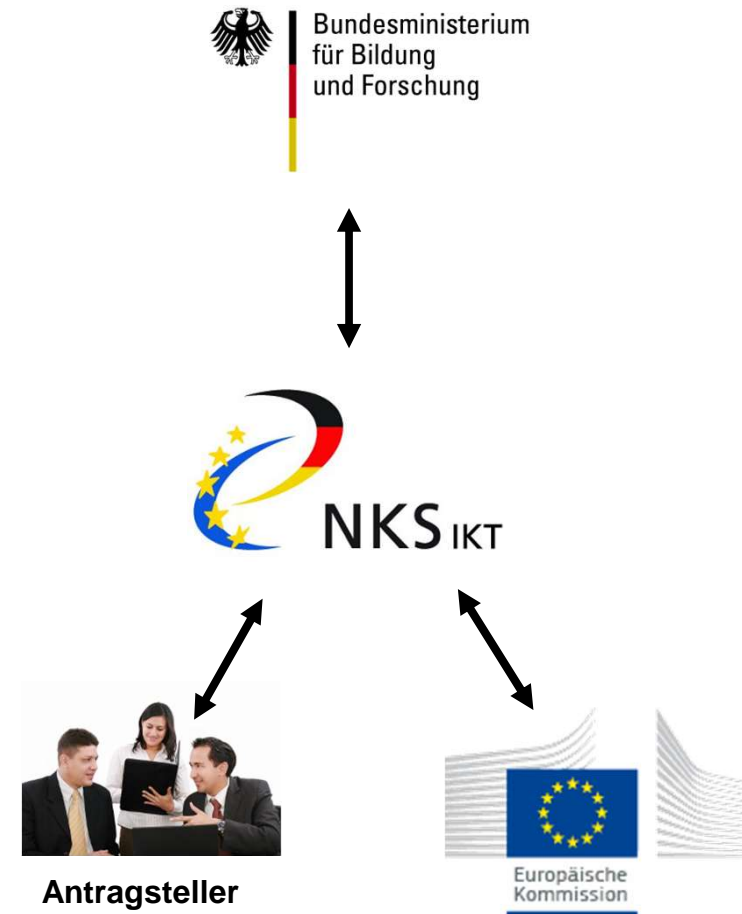 Bundesministerium
für Bildung
und Forschung
NKS IKT
Antragsteller
Europäische
Kommission